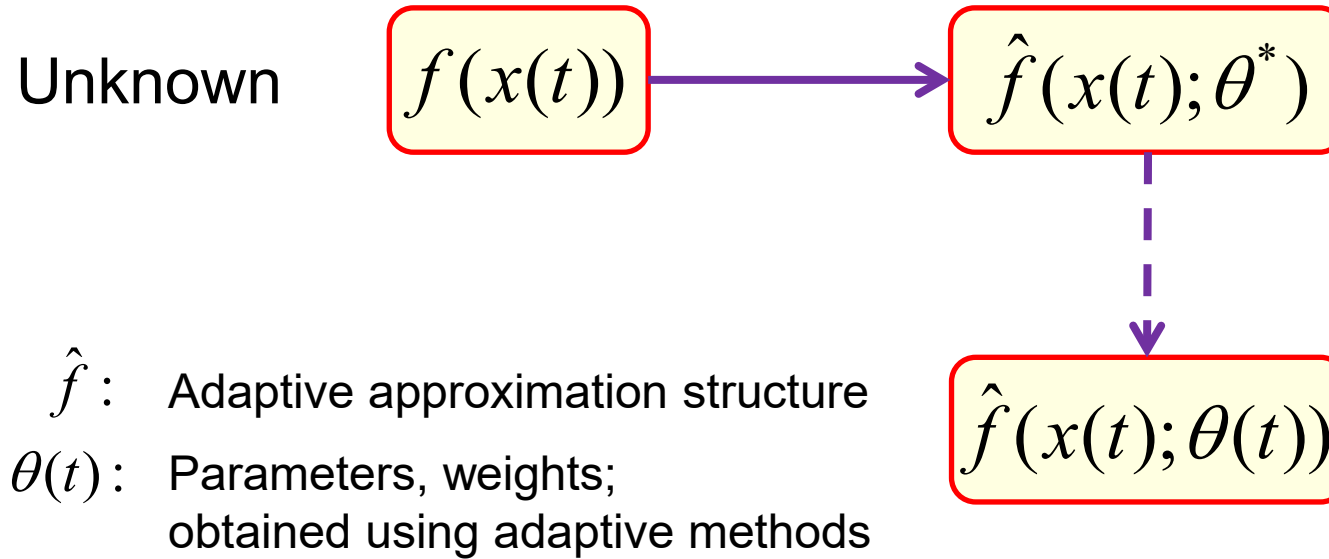 Unknown f(x(t)) f̂(x(t);θ*)
f̂ : Adaptive approximation structure
f̂(x(t);θ(t))
θ(t) : Parameters, weights;
obtained using adaptive methods